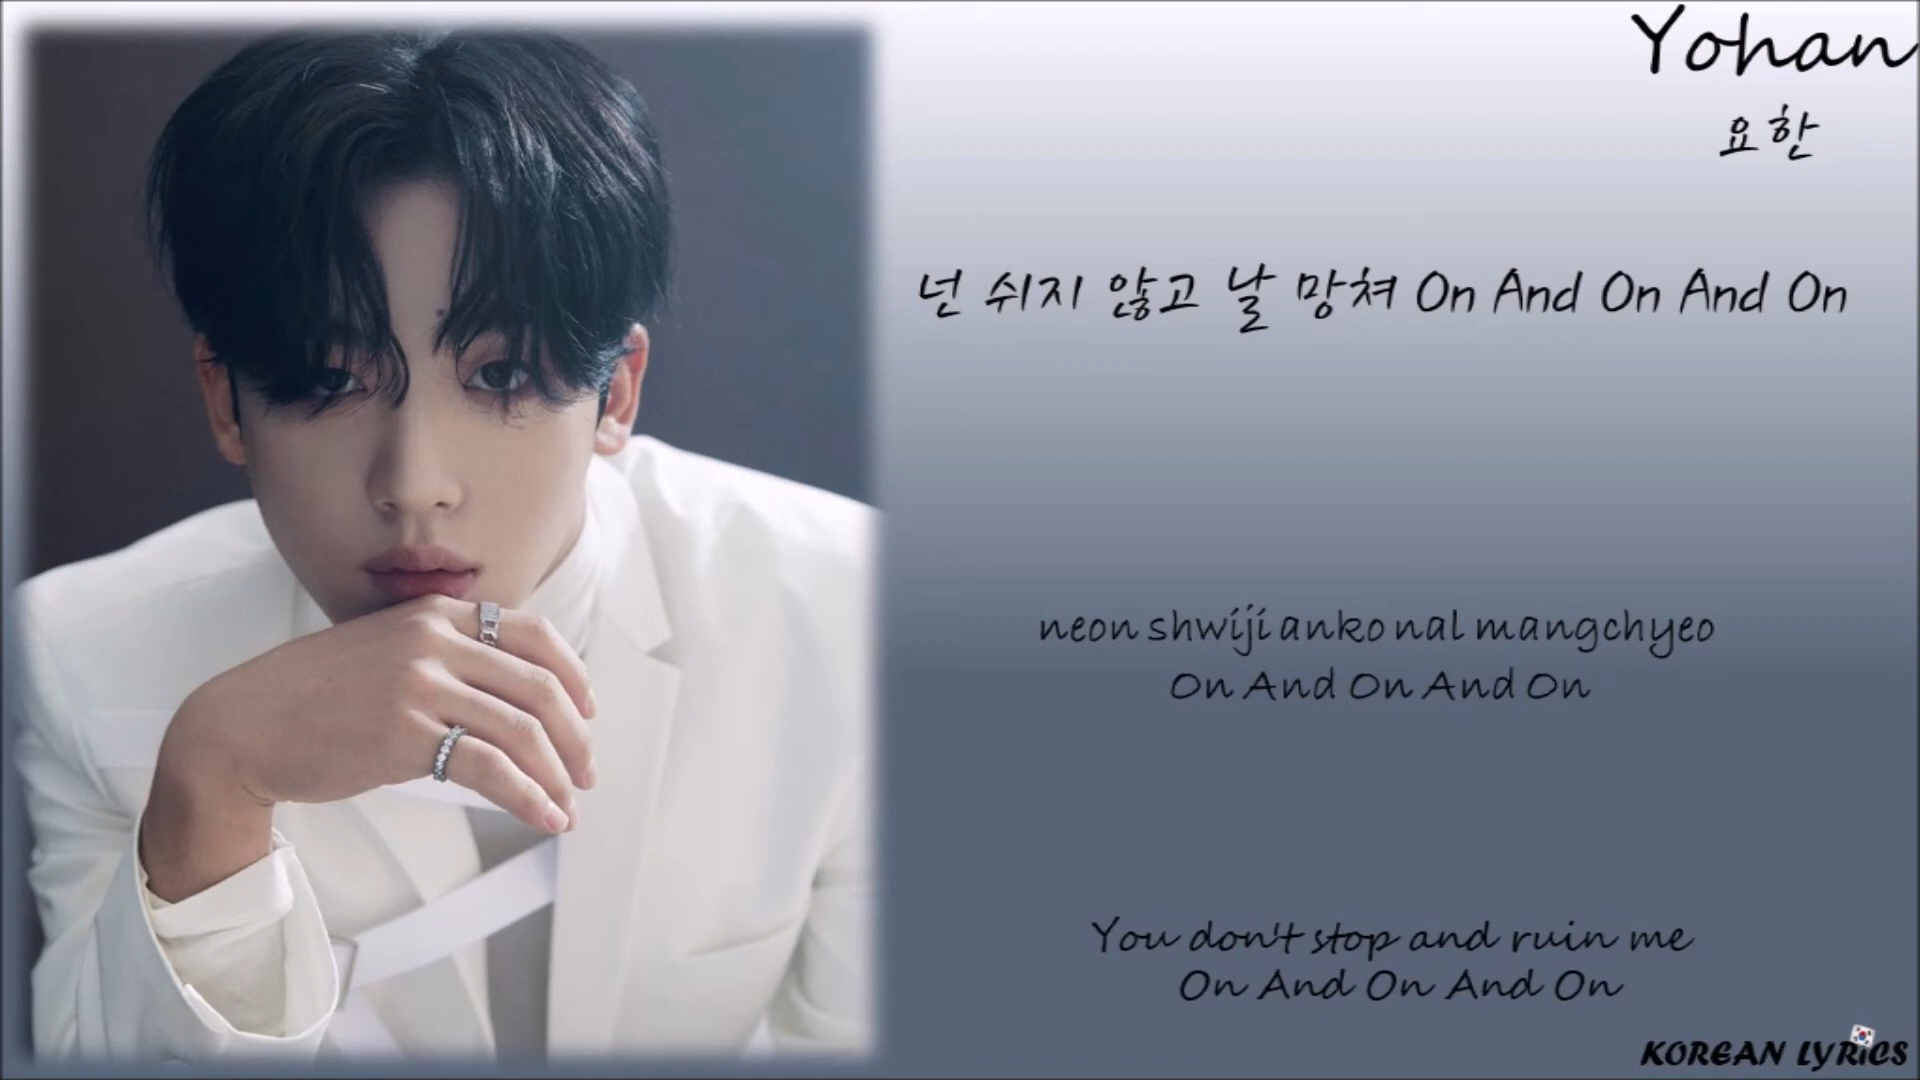 Yohan
요한
넌 쉬지 않고 날 망쳐 On And On And On
neon shwiji anko nal mangchyeo
On And On And On
You don't stop and ruin me
On And On And On
KOREAN LYRiCS